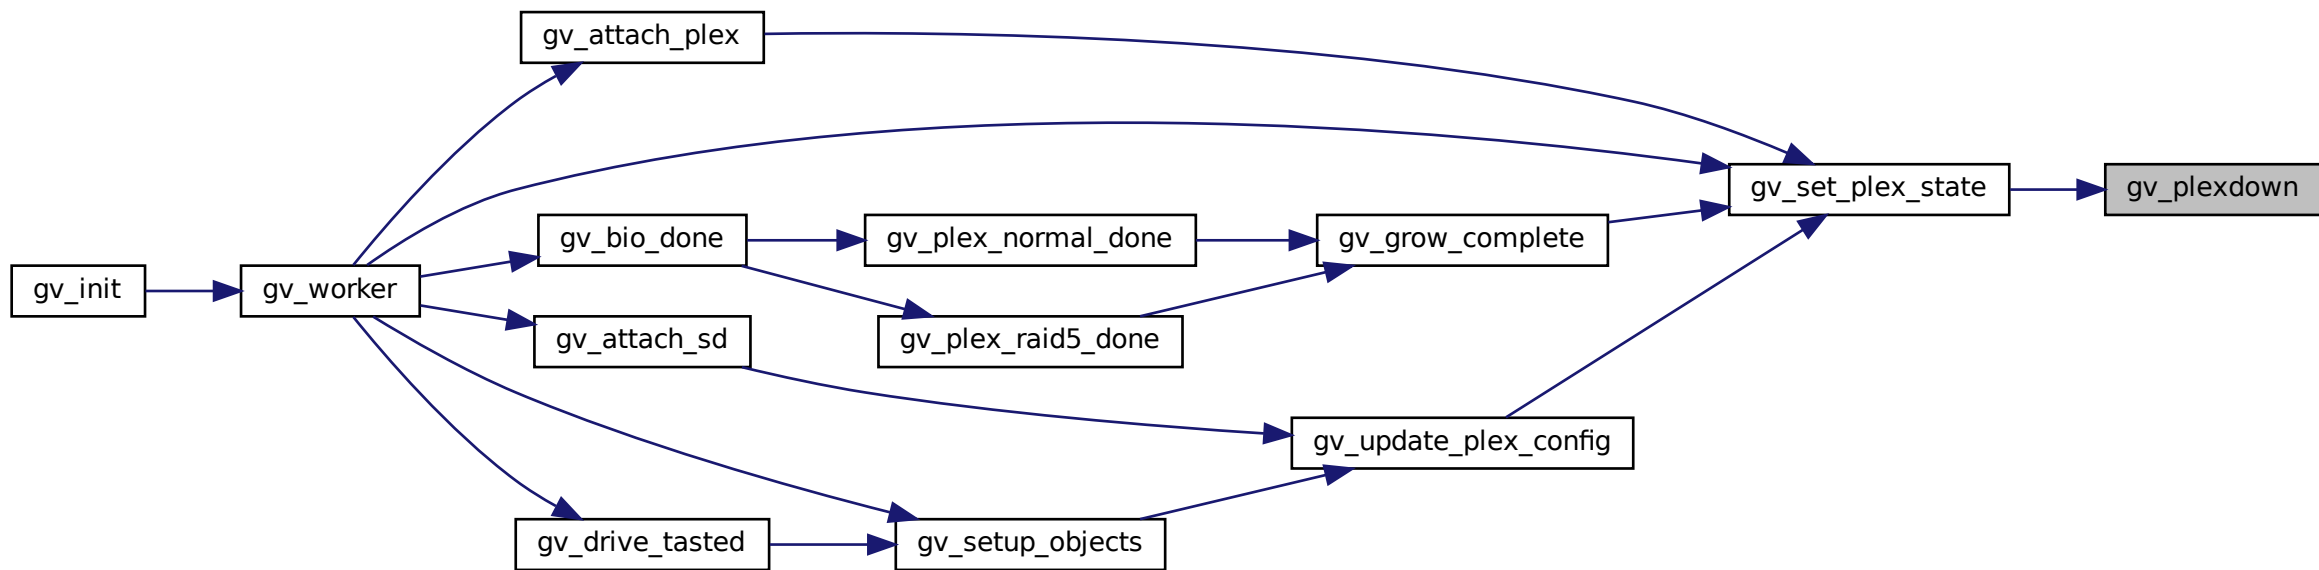 gv_attach_plex
gv_set_plex_state
gv_plexdown
gv_bio_done
gv_plex_normal_done
gv_grow_complete
gv_init
gv_worker
gv_attach_sd
gv_plex_raid5_done
gv_update_plex_config
gv_drive_tasted
gv_setup_objects